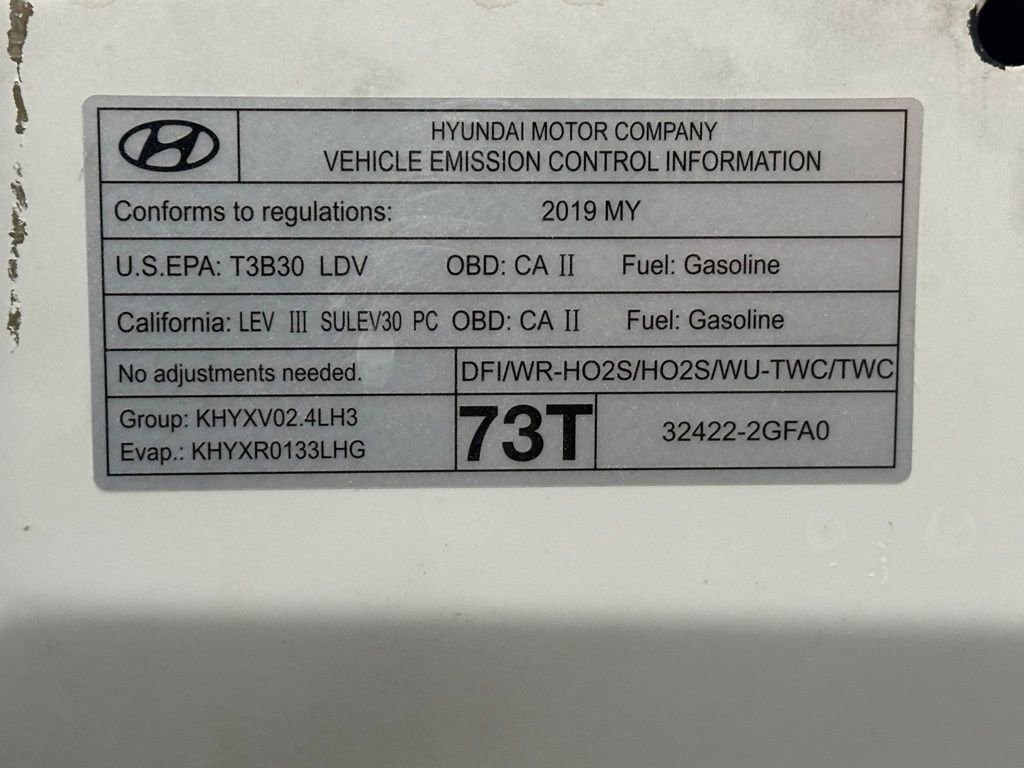 HYUNDAI MOTOR COMPANY
VEHICLE EMISSION CONTROL INFORMATION
Conforms to regulations: 2019 MY
U.S.EPA: T3B30 LDV OBD: CA II Fuel: Gasoline
California: LEV III SULEV30 PC OBD: CA II Fuel: Gasoline
No adjustments needed. DFI/WR-HO2S/HO2S/WU-TWC/TWC
Group: KHYXV02.4LH3
Evap.: KHYXR0133LHG
73T
32422-2GFA0